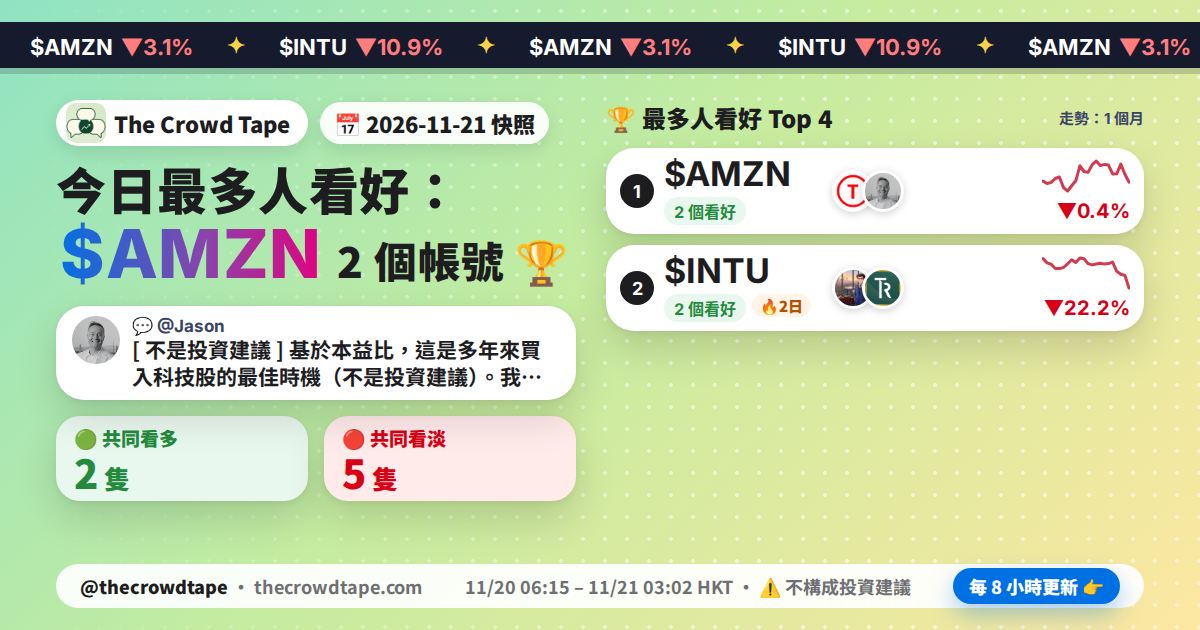 $AMZN ▼3.1% ✦ $INTU ▼10.9% ✦ $AMZN ▼3.1% ✦ $INTU ▼10.9% ✦ $AMZN ▼3.1%
The Crowd Tape
📅 2026-11-21 快照
今日最多人看好：
$AMZN 2 個帳號 🏆
💬 @Jason
[ 不是投資建議 ] 基於本益比，這是多年來買
入科技股的最佳時機（不是投資建議）。我⋯
🟢 共同看多
2 隻
🔴 共同看淡
5 隻
🏆 最多人看好 Top 4
走勢：1個月
1 $AMZN
2 個看好
T
▼0.4%
2 $INTU
2 個看好 🔥2日
TR
▼22.2%
@thecrowdtape • thecrowdtape.com 11/20 06:15 – 11/21 03:02 HKT • ⚠️ 不構成投資建議
每 8 小時更新 👉